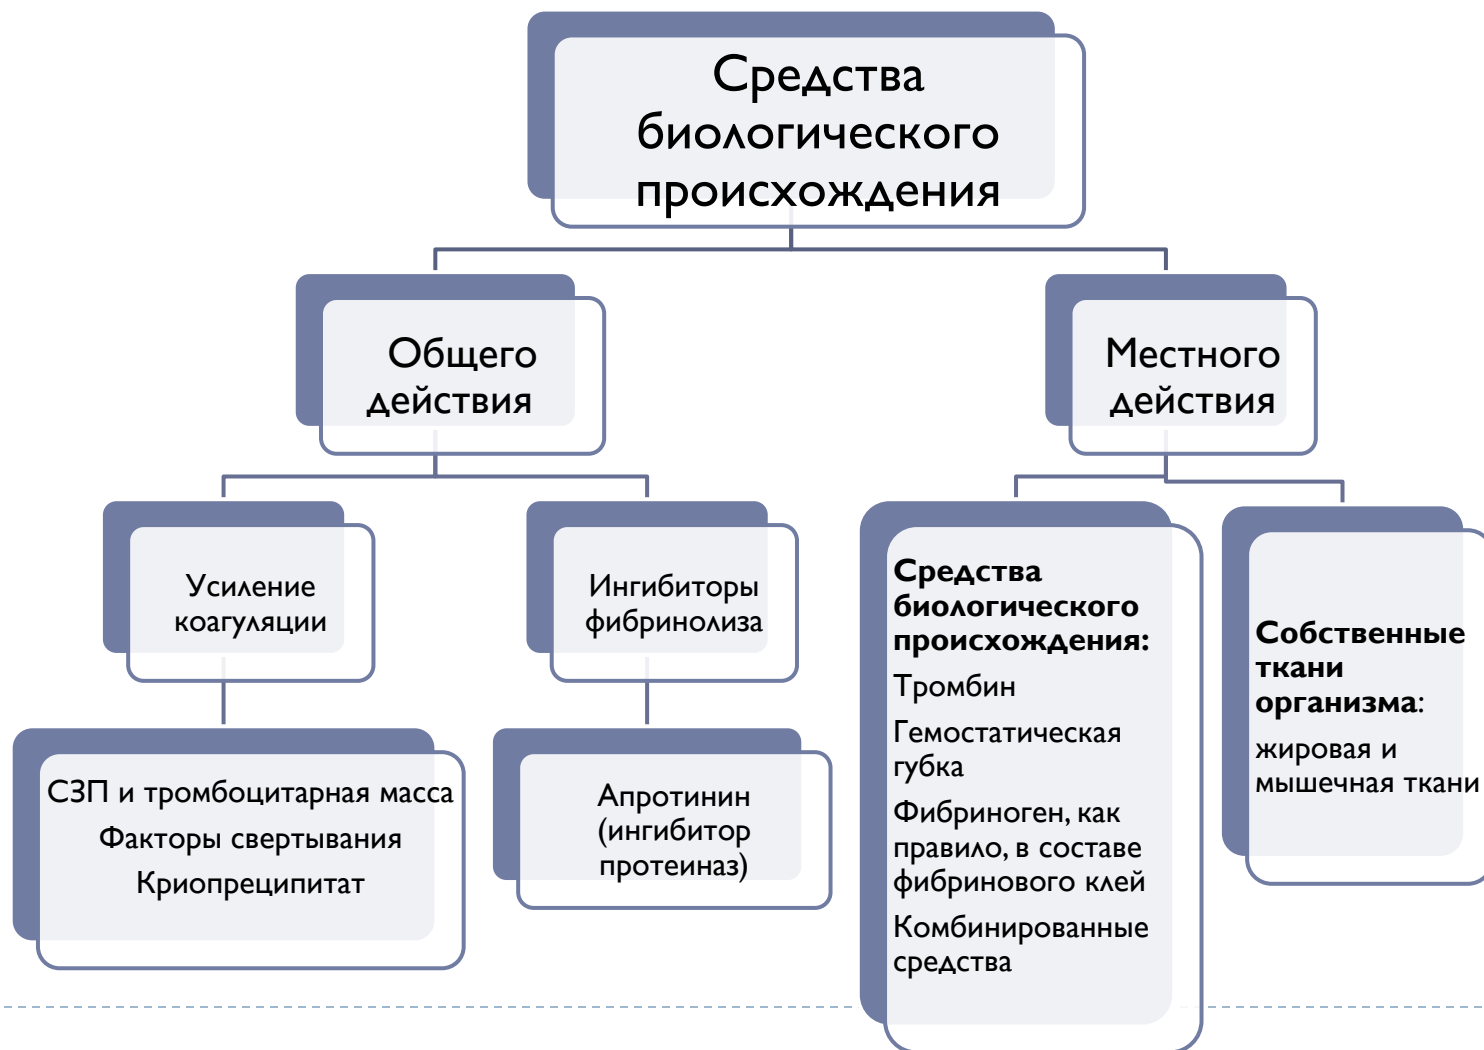 Средства
биологического
происхождения
Общего
действия
Местного
действия
Усиление
коагуляции
Ингибиторы
фибринолиза
СЗП и тромбоцитарная масса
Факторы свертывания
Криопреципитат
Апротинин
(ингибитор
протеиназ)
Средства
биологического
происхождения:
Тромбин
Гемостатическая
губка
Фибриноген, как
правило, в составе
фибринового клей
Комбинированные
средства
Собственные
ткани
организма:
жировая и
мышечная ткани